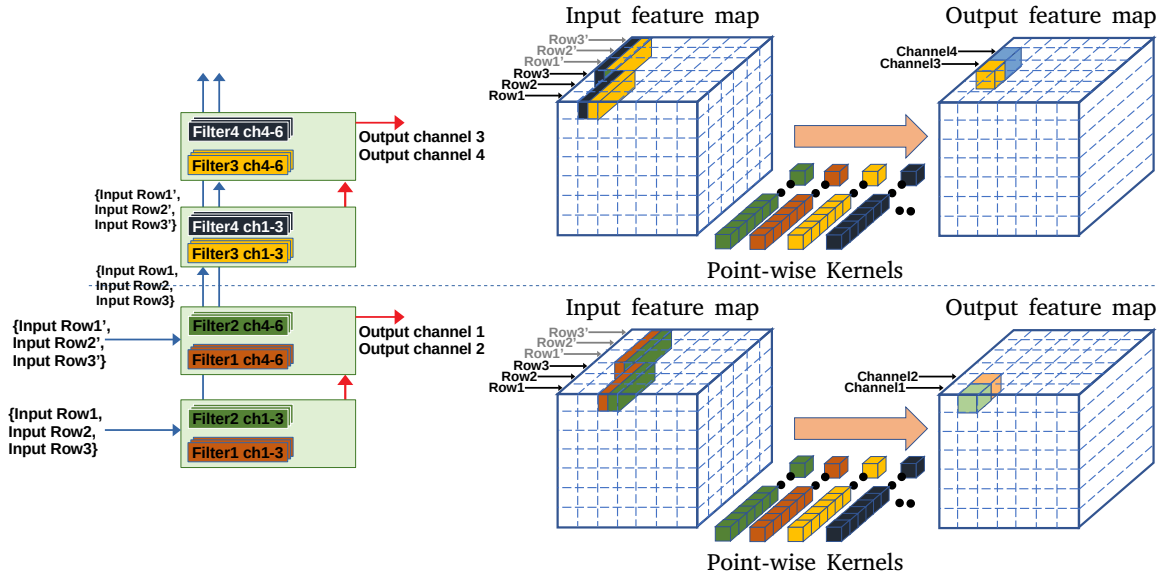 Filter4 ch4-6
Filter3 ch4-6
Output channel 3
Output channel 4
{Input Row1',
Input Row2',
Input Row3'}
Filter4 ch1-3
Filter3 ch1-3
{Input Row1,
Input Row2,
Input Row3}
{Input Row1',
Input Row2',
Input Row3'}
Filter2 ch4-6
Filter1 ch4-6
Output channel 1
Output channel 2
{Input Row1,
Input Row2,
Input Row3}
Filter2 ch1-3
Filter1 ch1-3
Input feature map
Row3'
Row2'
Row1'
Row3
Row2
Row1
Output feature map
Channel4
Channel3
Point-wise Kernels
Input feature map
Row3'
Row2'
Row1'
Row3
Row2
Row1
Output feature map
Channel2
Channel1
Point-wise Kernels